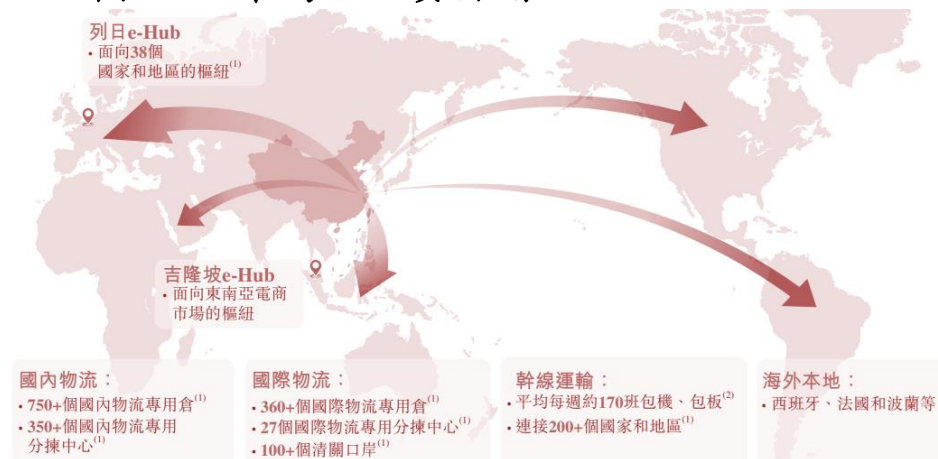 列日e-Hub
• 面向38個
國家和地區的樞紐(1)
吉隆坡e-Hub
• 面向東南亞電商
市場的樞紐
國內物流：
• 750+個國內物流專用倉(1)
• 350+個國內物流專用
分揀中心(1)
國際物流：
• 360+個國際物流專用倉(1)
• 27個國際物流專用分揀中心(1)
• 100+個清關口岸(1)
幹線運輸：
• 平均每週約170班包機、包板(2)
• 連接200+個國家和地區(1)
海外本地：
• 西班牙、法國和波蘭等